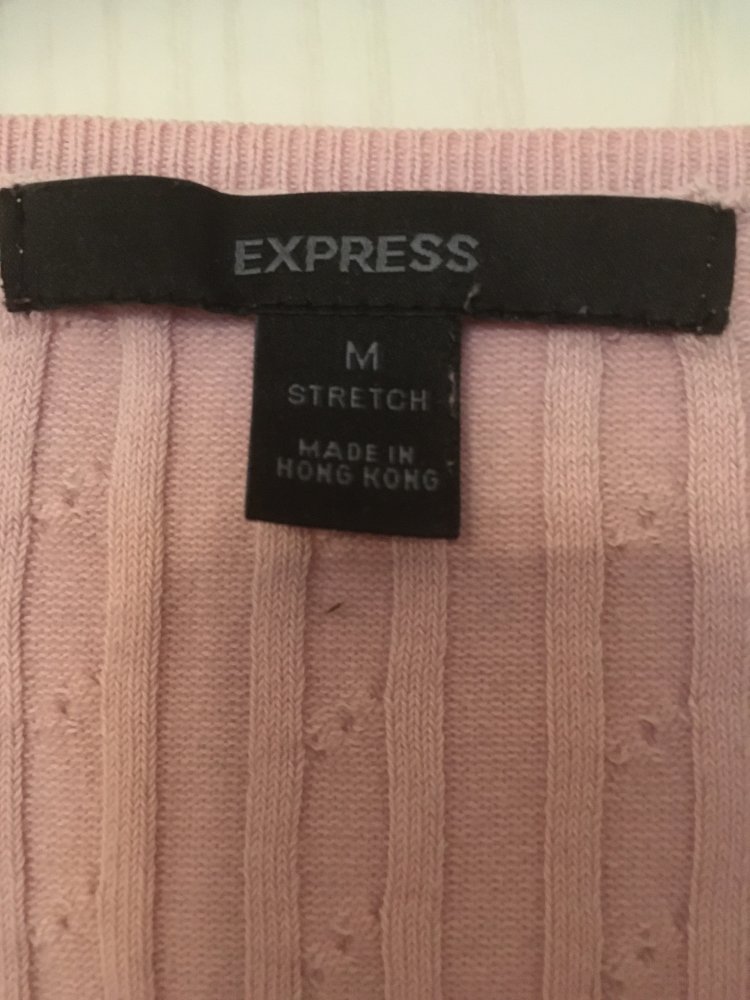 EXPRESS
M
STRETCH
MADE IN
HONG KONG